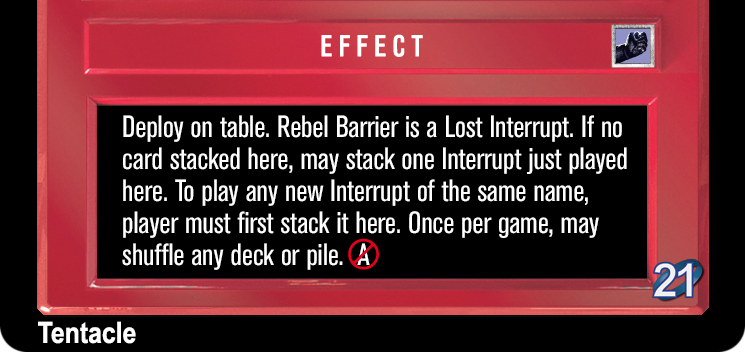 EFFECT
Deploy on table. Rebel Barrier is a Lost Interrupt. If no
card stacked here, may stack one Interrupt just played
here. To play any new Interrupt of the same name,
player must first stack it here. Once per game, may
shuffle any deck or pile. A
21
Tentacle